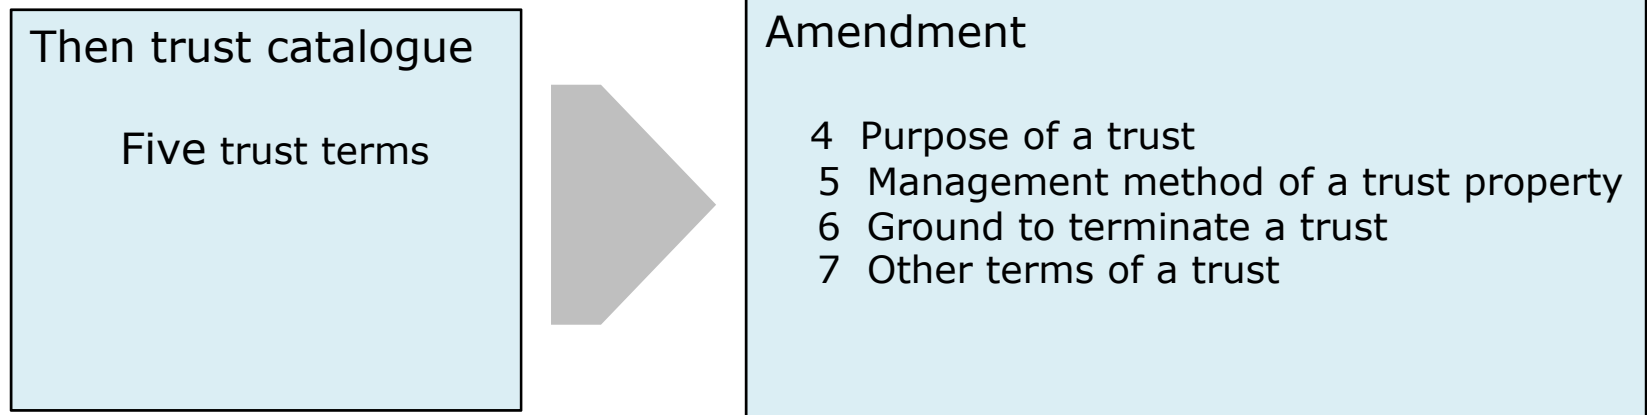 Then trust catalogue
Five trust terms
Amendment
4 Purpose of a trust
5 Management method of a trust property
6 Ground to terminate a trust
7 Other terms of a trust